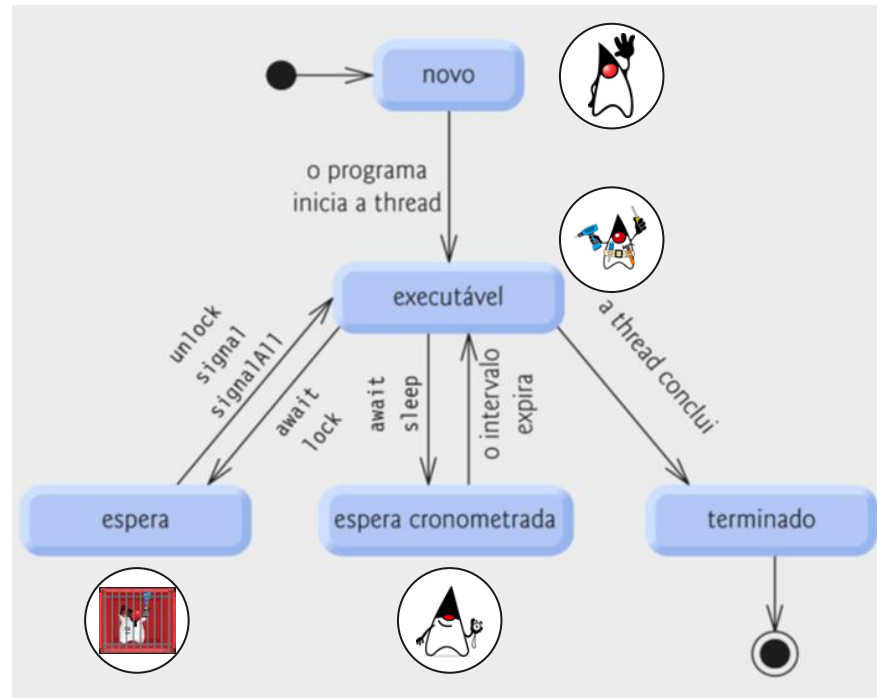 novo
o programa
inicia a thread
executável
unlock
signal
signalAll
await
lock
await
sleep
o intervalo
expira
a thread conclui
espera
espera cronometrada
terminado